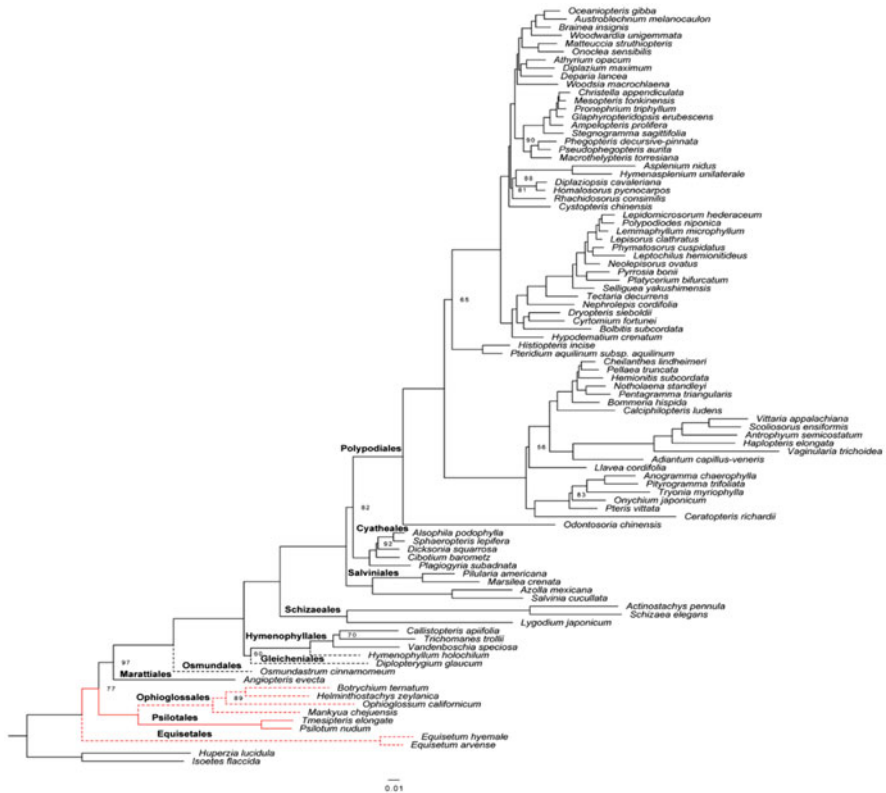 Oceaniopteris gibba
Austroblechnum melanocaulon
Brainea insignis
Woodwardia unigemmata
Matteuccia struthiopteris
Onoclea sensibilis
Athyrium opacum
Diplazium maximum
Deparia lancea
Woodsia macrochlaena
Christella appendiculata
Mesopteris tonkinensis
Pronephrium triphyllum
Glaphyropteridopsis erubescens
Ampelopteris prolifera
Stegnogramma sagittifolia
90
Phegopteris decursive-pinnata
Pseudophegopteris aurita
Macrothelypteris torresiana
Asplenium nidus
Hymenasplenium unilaterale
88
Diplaziopsis cavaleriana
81
Homalosorus pycnocarpos
Rhachidosorus consimilis
Cystopteris chinensis
Lepidomicrosorum hederaceum
Polypodiodes niponica
Lemmaphyllum microphyllum
Lepisorus clathratus
Phymatosorus cuspidatus
Leptochilus hemionitideus
Neolepisorus ovatus
Pyrrosia bonii
Platycerium bifurcatum
Selliguea yakushimensis
Tectaria decurrens
65
Nephrolepis cordifolia
Dryopteris sieboldii
Cyrtomium fortunei
Bolbitis subcordata
Hypodematium crenatum
Histiopteris incise
Pteridium aquilinum subsp. aquilinum
Cheilanthes lindheimeri
Pellaea truncata
Hemionitis subcordata
Notholaena standleyi
Pentagramma triangularis
Bommeria hispida
Calciphilopteris ludens
Vittaria appalachiana
Scoliosorus ensiformis
Antrophyum semicostatum
56
Haplopteris elongata
Polypodiales
Vaginularia trichoidea
Adiantum capillus-veneris
Llavea cordifolia
Anogramma chaerophylla
Pityrogramma trifoliata
83
Tryonia myriophylla
Onychium japonicum
82
Pteris vittata
Ceratopteris richardii
Cyatheales
Odontosoria chinensis
Alsophila podophylla
92
Sphaeropteris lepifera
Dicksonia squarrosa
Cibotium barometz
Plagiogyria subadnata
Salviniales
Pilularia americana
Marsilea crenata
Azolla mexicana
Salvinia cucullata
Schizaeales
Actinostachys pennula
Schizaea elegans
Lygodium japonicum
Hymenophyllales
Callistopteris apiifolia
70
Trichomanes trollii
Vandenboschia speciosa
60
Gleicheniales
Hymenophyllum holochilum
97
Osmundales
Diplopterygium glaucum
Marattiales
Osmundastrum cinnamomeum
Angiopteris evecta
77
Ophioglossales
Botrychium ternatum
89
Helminthostachys zeylanica
Ophioglossum californicum
Mankyua chejuensis
Psilotales
Tmesipteris elongate
Psilotum nudum
Equisetales
Equisetum hyemale
Equisetum arvense
Huperzia lucidula
Isoetes flaccida
0.01